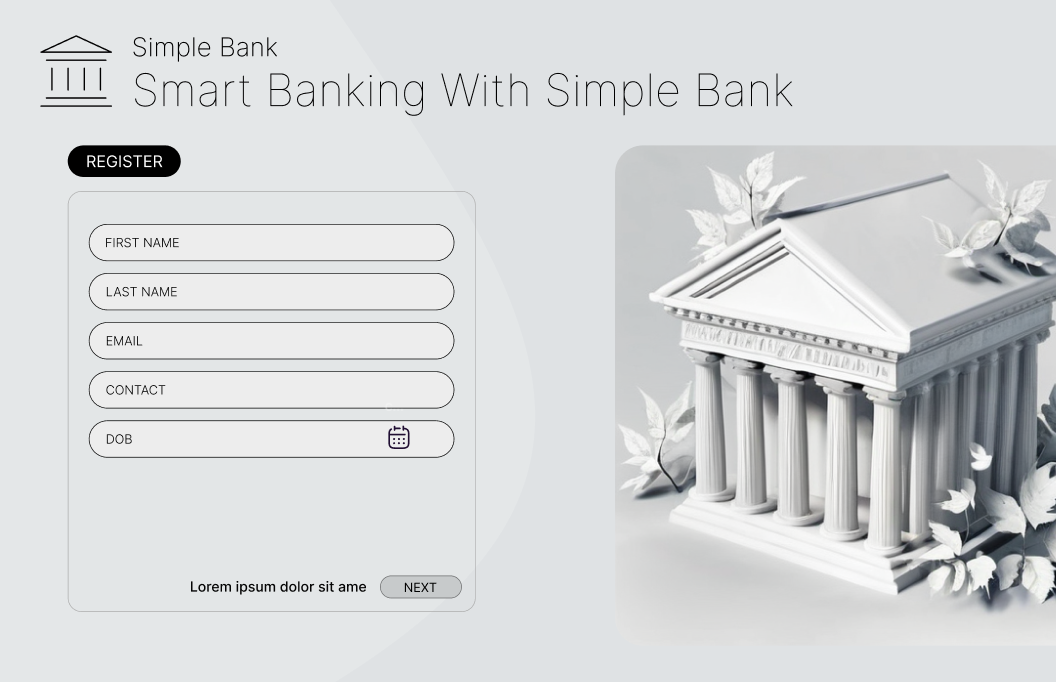 Simple Bank
Smart Banking With Simple Bank
REGISTER
FIRST NAME
LAST NAME
EMAIL
CONTACT
DOB
Lorem ipsum dolor sit ame
NEXT